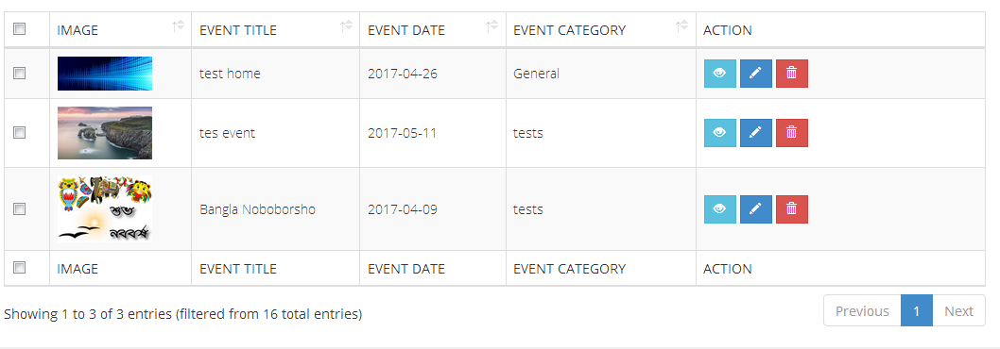 IMAGE EVENT TITLE EVENT DATE EVENT CATEGORY ACTION
test home 2017-04-26 General
tes event 2017-05-11 tests
শুভ
নববর্ষ
Bangla Noboborsho 2017-04-09 tests
IMAGE EVENT TITLE EVENT DATE EVENT CATEGORY ACTION
Showing 1 to 3 of 3 entries (filtered from 16 total entries)
Previous 1 Next